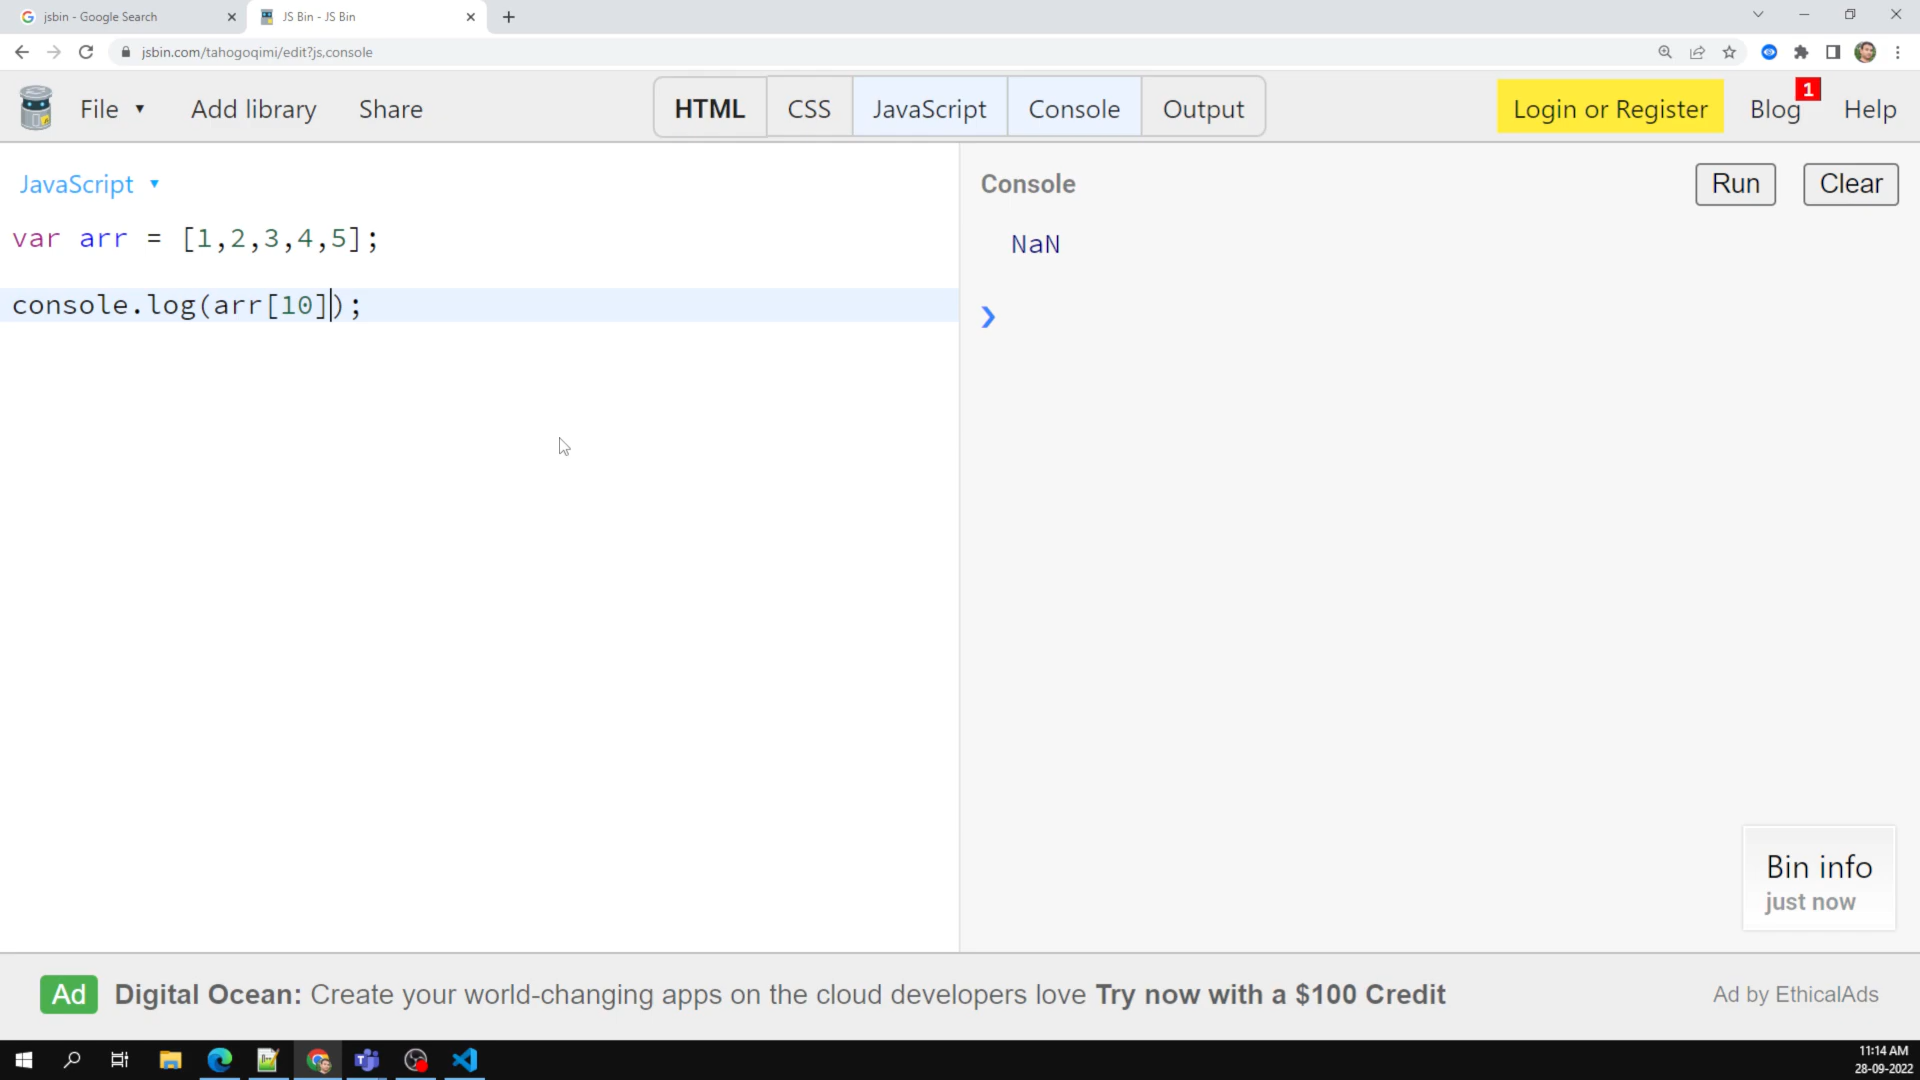 jsbin - Google Search
JS Bin - JS Bin
jsbin.com/tahogoqimi/edit?js,console
File
Add library
Share
HTML
CSS
JavaScript
Console
Output
Login or Register
Blog
1
Help
JavaScript
Console
Run
Clear
var arr = [1,2,3,4,5];
console.log(arr[10]);
NaN
Bin info
just now
Ad
Digital Ocean: Create your world-changing apps on the cloud developers love Try now with a $100 Credit
Ad by EthicalAds
11:14 AM
28-09-2022